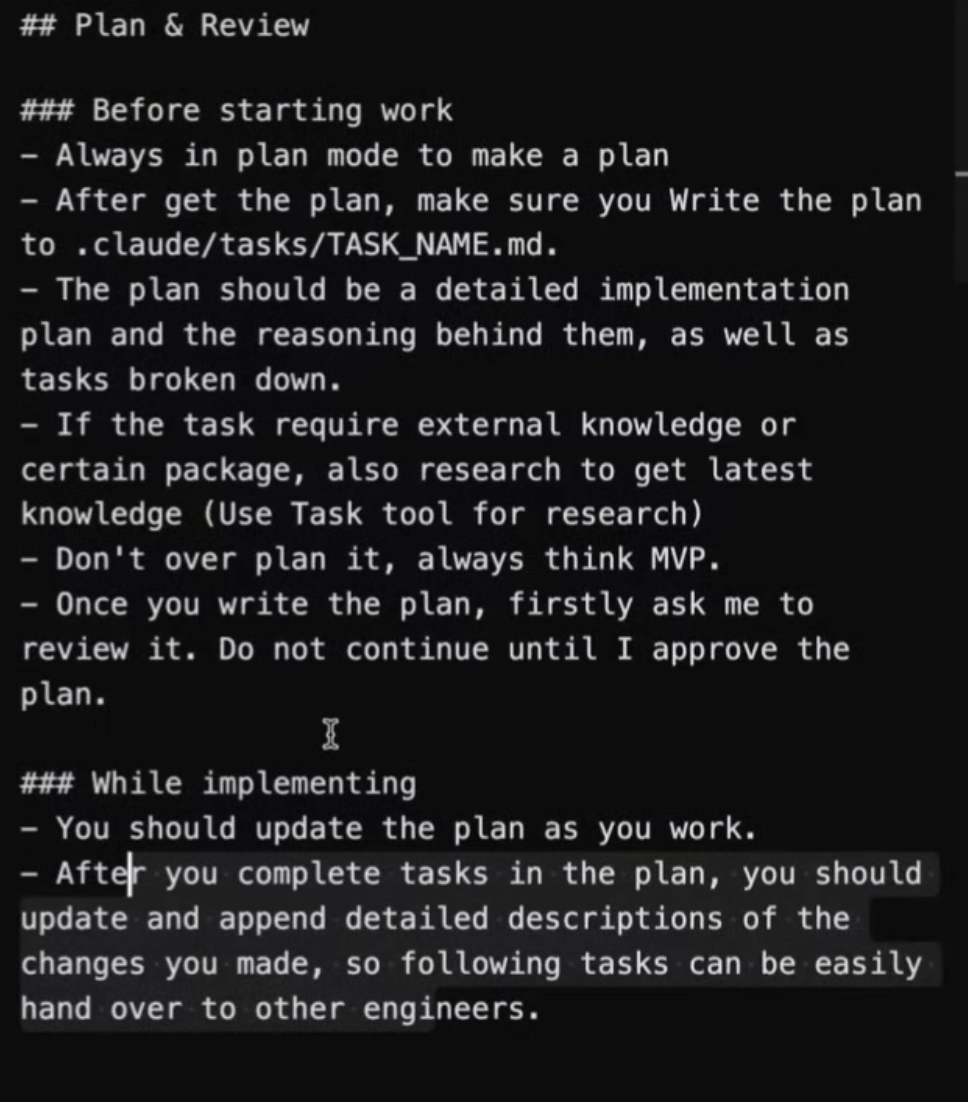 ## Plan & Review
### Before starting work
– Always in plan mode to make a plan
– After get the plan, make sure you Write the plan
to .claude/tasks/TASK_NAME.md.
– The plan should be a detailed implementation
plan and the reasoning behind them, as well as
tasks broken down.
– If the task require external knowledge or
certain package, also research to get latest
knowledge (Use Task tool for research)
– Don't over plan it, always think MVP.
– Once you write the plan, firstly ask me to
review it. Do not continue until I approve the
plan.
### While implementing
– You should update the plan as you work.
– After you complete tasks in the plan, you should
update and append detailed descriptions of the
changes you made, so following tasks can be easily
hand over to other engineers.